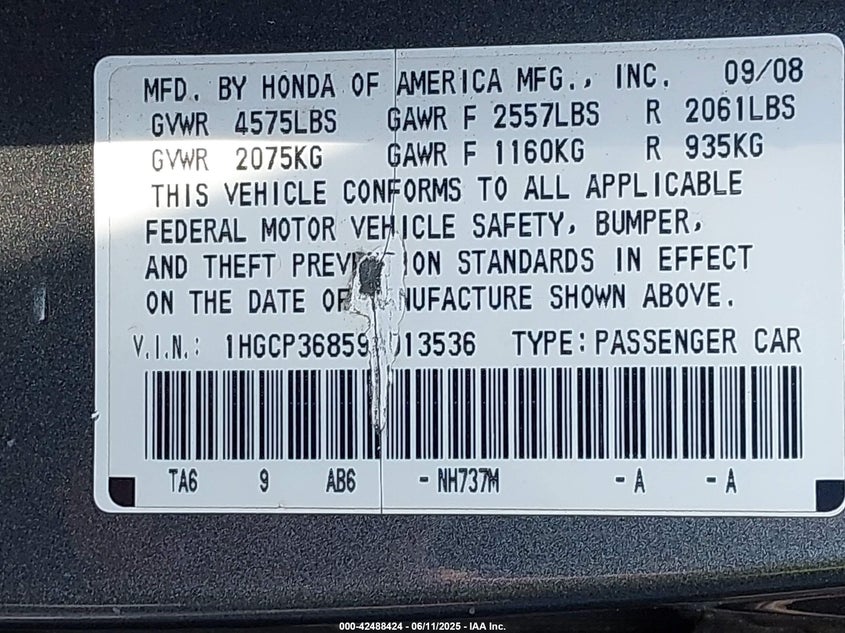 MFD. BY HONDA OF AMERICA MFG., INC. 09/08
GVWR 4575LBS GAWR F 2557LBS R 2061LBS
GVWR 2075KG GAWR F 1160KG R 935KG
THIS VEHICLE CONFORMS TO ALL APPLICABLE
FEDERAL MOTOR VEHICLE SAFETY, BUMPER,
AND THEFT STANDARDS IN EFFECT
ON THE DATE OF SHOWN ABOVE.
V.I.N.: TYPE: PASSENGER CAR
TA6 9 AB6 - NH737M - A - A
000-42488424 - 06/11/2025 - IAA Inc.